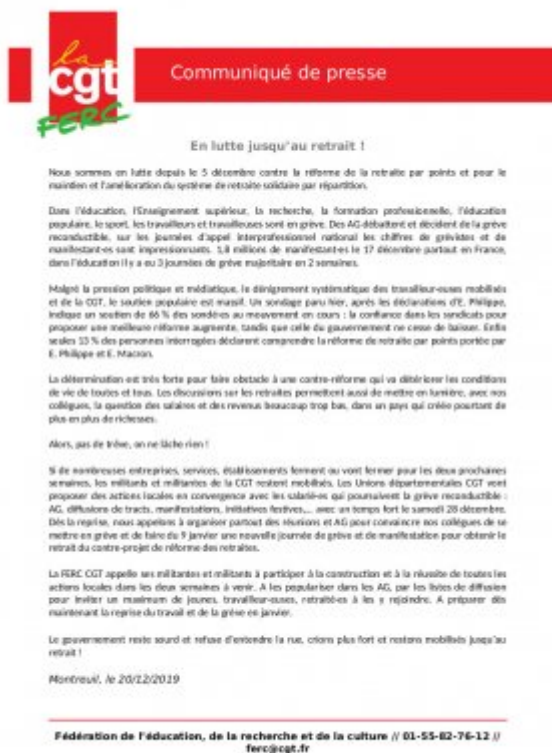 la
cgt
FERC
Communiqué de presse
En lutte jusqu'au retrait !
Nous sommes en lutte depuis le 5 décembre contre la réforme de la retraite par points et pour le
maintien et l'amélioration du système de retraite solidaire par répartition.
Dans l'éducation, l'Enseignement supérieur, la recherche, la formation professionnelle, l'éducation
populaire, le sport, les travailleurs et travailleuses sont en grève. Des AG débattent et décident de la grève
reconductible, sur les journées d'appel interprofessionnel national les chiffres de grévistes et de
manifestant·es sont impressionnants. 1,8 millions de manifestant·es le 17 décembre partout en France,
dans l'éducation il y a eu 3 journées de grève majoritaire en 2 semaines.
Malgré la pression politique et médiatique, le dénigrement systématique des travailleur·euses mobilisés
et de la CGT, le soutien populaire est massif. Un sondage paru hier, après les déclarations d'E. Philippe,
indique un soutien de 66 % des sondé·es au mouvement en cours : la confiance dans les syndicats pour
proposer une meilleure réforme augmente, tandis que celle du gouvernement ne cesse de baisser. Enfin
seules 13 % des personnes interrogées déclarent comprendre la réforme de retraite par points portée par
E. Philippe et E. Macron.
La détermination est très forte pour faire obstacle à une contre-réforme qui va détériorer les conditions
de vie de toutes et tous. Les discussions sur les retraites permettent aussi de mettre en lumière, avec nos
collègues, la question des salaires et des revenus beaucoup trop bas, dans un pays qui créée pourtant de
plus en plus de richesses.
Alors, pas de trêve, on ne lâche rien !
Si de nombreuses entreprises, services, établissements ferment ou vont fermer pour les deux prochaines
semaines, les militants et militantes de la CGT restent mobilisés. Les Unions départementales CGT vont
proposer des actions locales en convergence avec les salarié·es qui poursuivent la grève reconductible :
AG, diffusions de tracts, manifestations, initiatives festives,... avec un temps fort le samedi 28 décembre.
Dès la reprise, nous appelons à organiser partout des réunions et AG pour convaincre nos collègues de se
mettre en grève et de faire du 9 janvier une nouvelle journée de grève et de manifestation pour obtenir le
retrait du contre-projet de réforme des retraites.
La FERC CGT appelle ses militantes et militants à participer à la construction et à la réussite de toutes les
actions locales dans les deux semaines à venir. A les populariser dans les AG, par les listes de diffusion
pour inviter un maximum de jeunes, travailleur·euses, retraité·es à les y rejoindre. A préparer dès
maintenant la reprise du travail et de la grève en janvier.
Le gouvernement reste sourd et refuse d'entendre la rue, crions plus fort et restons mobilisés jusqu'au
retrait !
Montreuil, le 20/12/2019
Fédération de l'éducation, de la recherche et de la culture // 01-55-82-76-12 //
ferc@cgt.fr